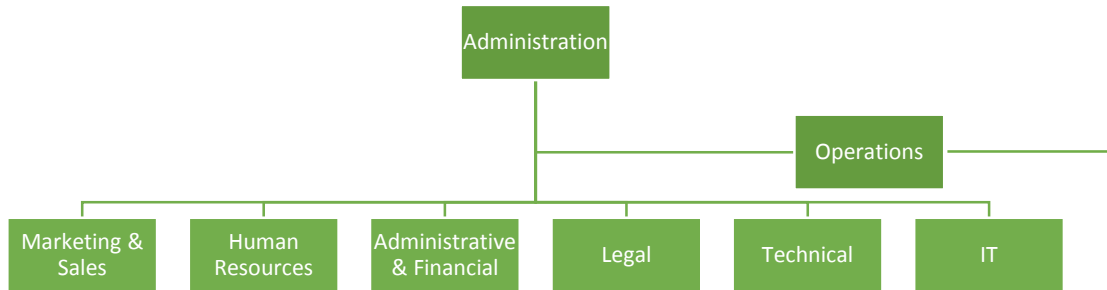 Administration
Operations
Marketing &
Sales
Human
Resources
Administrative
& Financial
Legal
Technical
IT